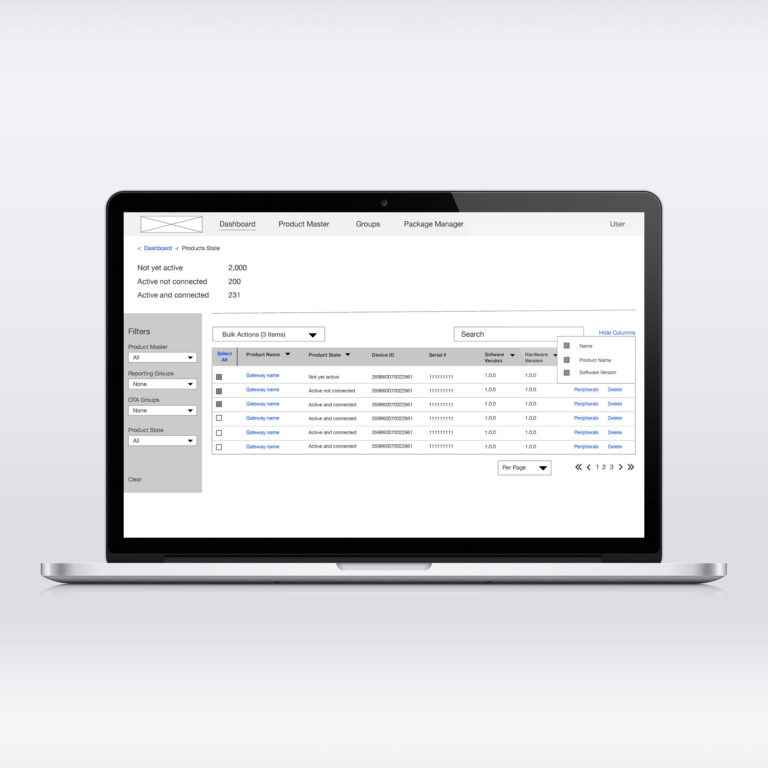 Dashboard Product Master Groups Package Manager User
< Dashboard < Products State
Not yet active 2,000
Active not connected 200
Active and connected 231
Filters
Product Master
All
Reporting Groups
None
OTA Groups
None
Product State
All
Clear
Bulk Actions (3 items) Search Hide Columns
Name
Product Name
Software Version
Select All Product Name Product State Device ID Serial # Sofware Version Hardware Version
Gateway name Not yet active 359860070022961 111111111 1.0.0 1.0.0
Gateway name Active not connected 359860070022961 111111111 1.0.0 1.0.0 Peripherals Delete
Gateway name Active and connected 359860070022961 111111111 1.0.0 1.0.0 Peripherals Delete
Gateway name Active and connected 359860070022961 111111111 1.0.0 1.0.0 Peripherals Delete
Gateway name Active and connected 359860070022961 111111111 1.0.0 1.0.0 Peripherals Delete
Gateway name Active and connected 359860070022961 111111111 1.0.0 1.0.0 Peripherals Delete
Per Page « < 1 2 3 > »